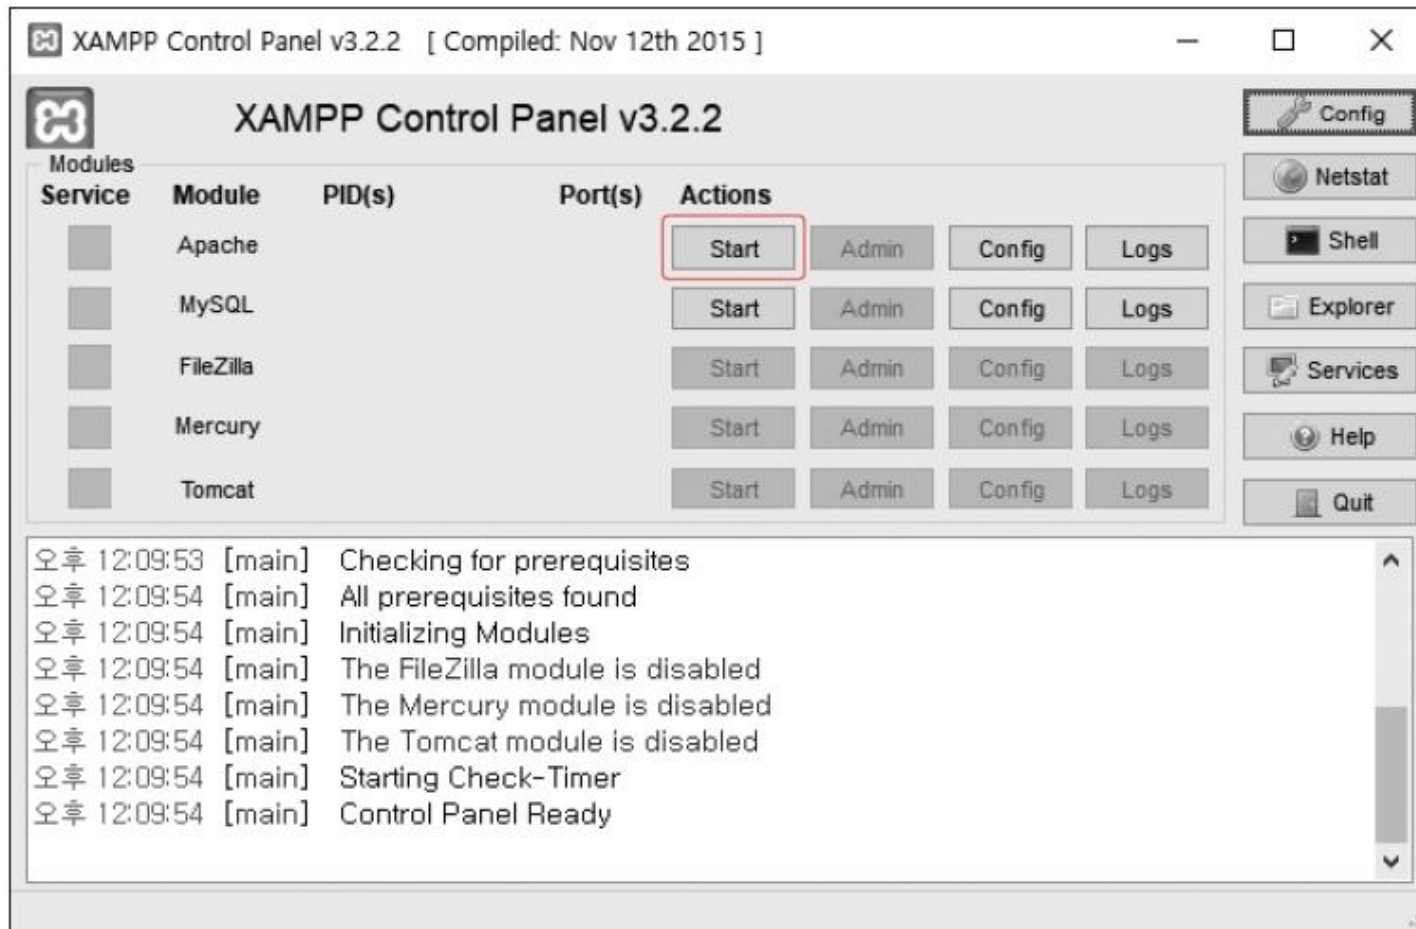 XAMPP Control Panel v3.2.2 [ Compiled: Nov 12th 2015 ]
XAMPP Control Panel v3.2.2
Config
Modules
Netstat
Service Module PID(s) Port(s) Actions
Apache Start Admin Config Logs
Shell
MySQL Start Admin Config Logs
Explorer
FileZilla Start Admin Config Logs
Services
Mercury Start Admin Config Logs
Help
Tomcat Start Admin Config Logs
Quit
오후 12:09:53 [main] Checking for prerequisites
오후 12:09:54 [main] All prerequisites found
오후 12:09:54 [main] Initializing Modules
오후 12:09:54 [main] The FileZilla module is disabled
오후 12:09:54 [main] The Mercury module is disabled
오후 12:09:54 [main] The Tomcat module is disabled
오후 12:09:54 [main] Starting Check-Timer
오후 12:09:54 [main] Control Panel Ready